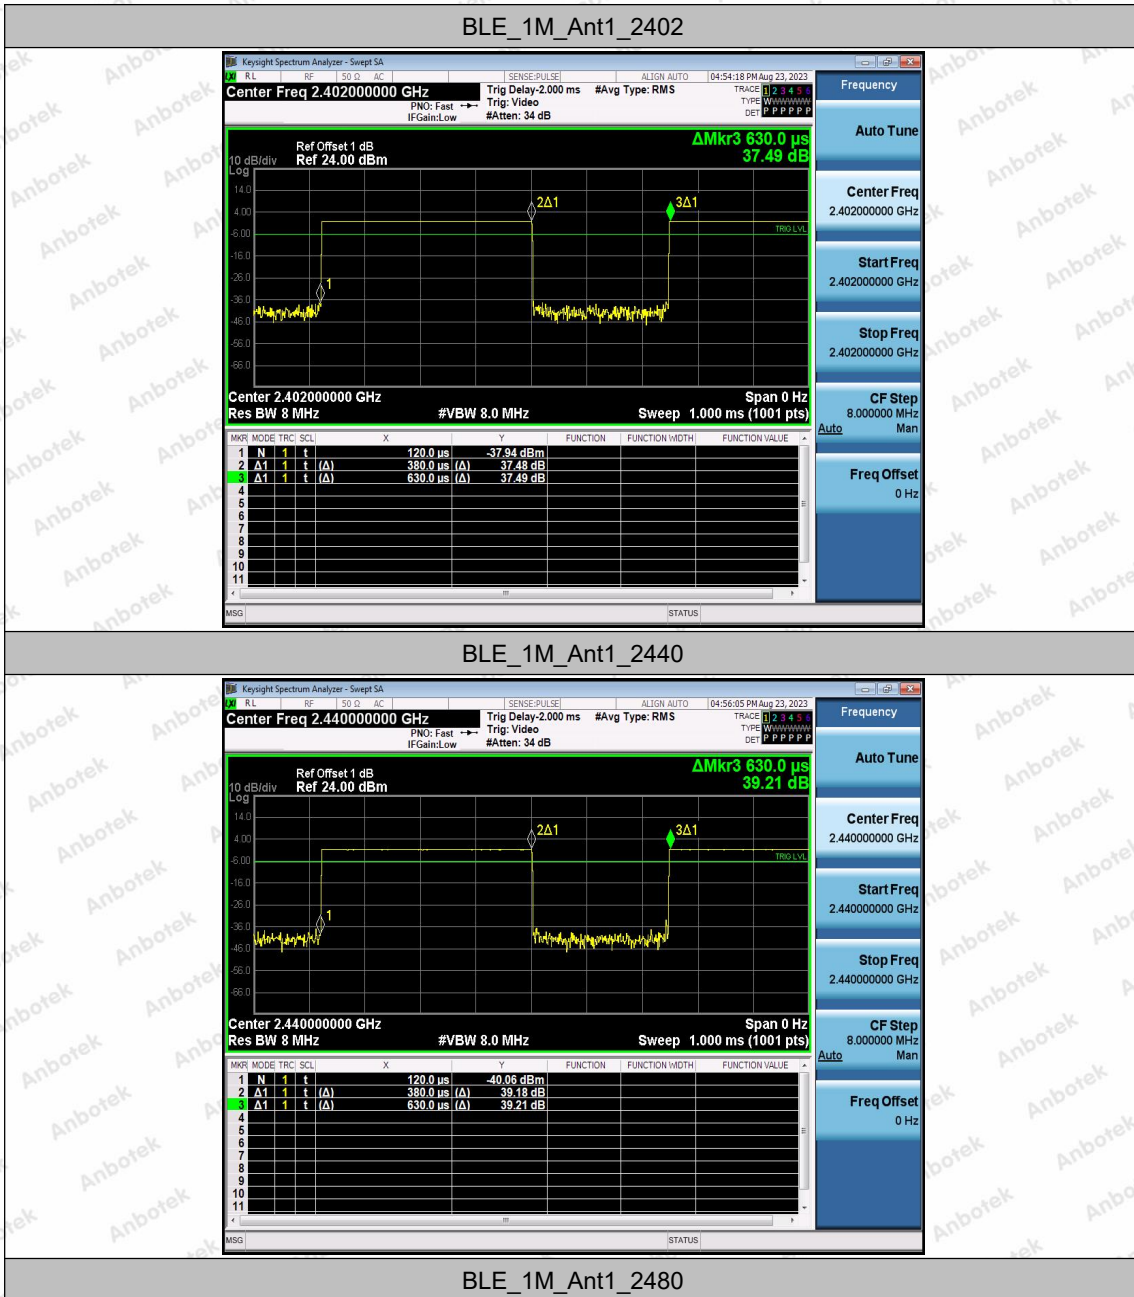 BLE_1M_Ant1_2402
Keysight Spectrum Analyzer - Swept SA
LXI RL RF 50 Ω AC SENSE:PULSE ALIGN AUTO 04:54:18 PM Aug 23, 2023
Center Freq 2.402000000 GHz
PNO: Fast
IFGain:Low
Trig Delay-2.000 ms
Trig: Video
#Atten: 34 dB
#Avg Type: RMS
TRACE 1 2 3 4 5 6
TYPE WWWWWW
DET P P P P P P
Frequency
Auto Tune
Center Freq
2.402000000 GHz
Start Freq
2.402000000 GHz
Stop Freq
2.402000000 GHz
CF Step
8.000000 MHz
Auto Man
Freq Offset
0 Hz
ΔMkr3 630.0 µs
37.49 dB
Ref Offset 1 dB
10 dB/div Ref 24.00 dBm
Log
14.0
4.00
-6.00
-16.0
-26.0
-36.0
-46.0
-56.0
-66.0
2Δ1
3Δ1
1
TRIG LVL
Center 2.402000000 GHz Span 0 Hz
Res BW 8 MHz #VBW 8.0 MHz Sweep 1.000 ms (1001 pts)
MKR MODE TRC SCL X Y FUNCTION FUNCTION WIDTH FUNCTION VALUE
1 N 1 t 120.0 µs -37.94 dBm
2 Δ1 1 t (Δ) 380.0 µs (Δ) 37.48 dB
3 Δ1 1 t (Δ) 630.0 µs (Δ) 37.49 dB
4
5
6
7
8
9
10
11
MSG STATUS
BLE_1M_Ant1_2440
Keysight Spectrum Analyzer - Swept SA
LXI RL RF 50 Ω AC SENSE:PULSE ALIGN AUTO 04:56:05 PM Aug 23, 2023
Center Freq 2.440000000 GHz
PNO: Fast
IFGain:Low
Trig Delay-2.000 ms
Trig: Video
#Atten: 34 dB
#Avg Type: RMS
TRACE 1 2 3 4 5 6
TYPE WWWWWW
DET P P P P P P
Frequency
Auto Tune
Center Freq
2.440000000 GHz
Start Freq
2.440000000 GHz
Stop Freq
2.440000000 GHz
CF Step
8.000000 MHz
Auto Man
Freq Offset
0 Hz
ΔMkr3 630.0 µs
39.21 dB
Ref Offset 1 dB
10 dB/div Ref 24.00 dBm
Log
14.0
4.00
-6.00
-16.0
-26.0
-36.0
-46.0
-56.0
-66.0
2Δ1
3Δ1
1
TRIG LVL
Center 2.440000000 GHz Span 0 Hz
Res BW 8 MHz #VBW 8.0 MHz Sweep 1.000 ms (1001 pts)
MKR MODE TRC SCL X Y FUNCTION FUNCTION WIDTH FUNCTION VALUE
1 N 1 t 120.0 µs -40.06 dBm
2 Δ1 1 t (Δ) 380.0 µs (Δ) 39.18 dB
3 Δ1 1 t (Δ) 630.0 µs (Δ) 39.21 dB
4
5
6
7
8
9
10
11
MSG STATUS
BLE_1M_Ant1_2480
Anbotek